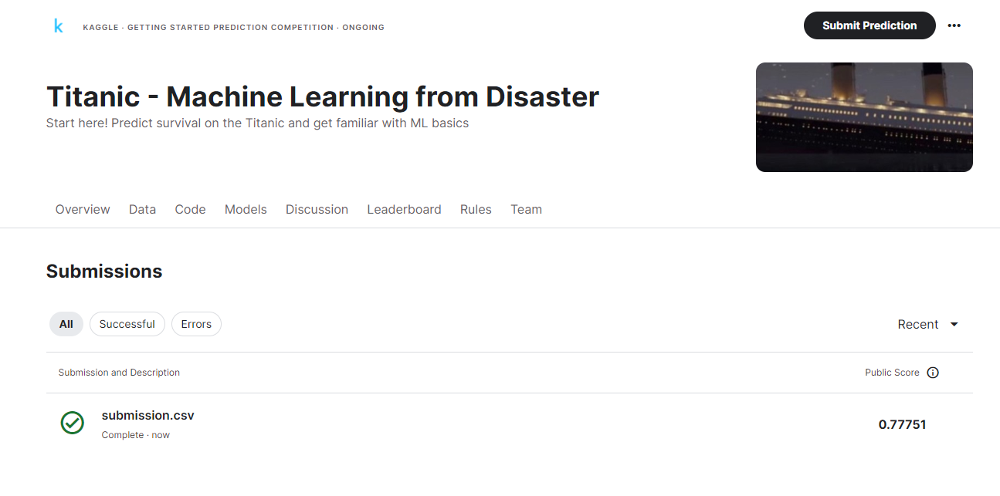 k KAGGLE · GETTING STARTED PREDICTION COMPETITION · ONGOING
Submit Prediction
Titanic - Machine Learning from Disaster
Start here! Predict survival on the Titanic and get familiar with ML basics
Overview Data Code Models Discussion Leaderboard Rules Team
Submissions
All Successful Errors Recent
Submission and Description Public Score
submission.csv
Complete · now
0.77751